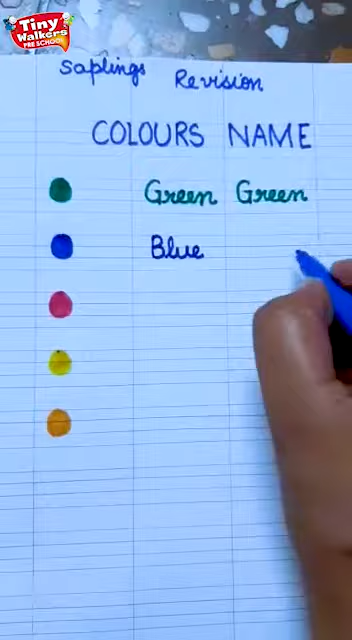 Tiny
Walkers
PRE SCHOOL
Saplings Revision
COLOURS NAME
Green Green
Blue